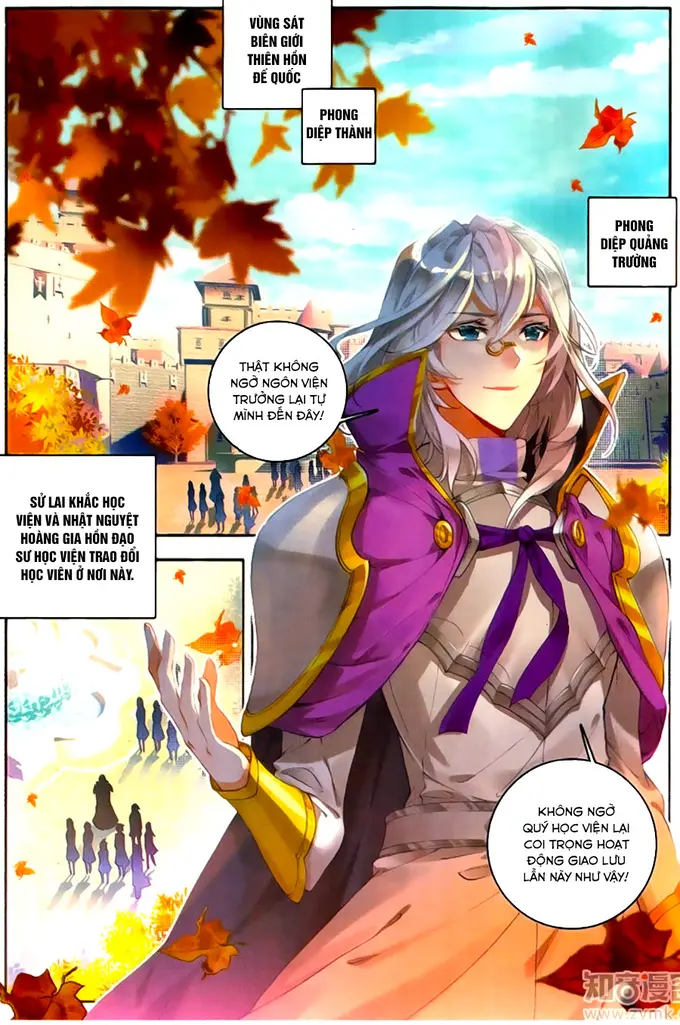 VÙNG SÁT
BIÊN GIỚI
THIÊN HỒN
ĐẾ QUỐC
PHONG
DIỆP THÀNH
PHONG
DIỆP QUẢNG
TRƯỜNG
THẬT KHÔNG
NGỜ NGÔN VIỆN
TRƯỞNG LẠI TỰ
MÌNH ĐẾN ĐÂY!
SỬ LAI KHẮC HỌC
VIỆN VÀ NHẬT NGUYỆT
HOÀNG GIA HỒN ĐẠO
SƯ HỌC VIỆN TRAO ĐỔI
HỌC VIÊN Ở NƠI NÀY.
KHÔNG NGỜ
QUÝ HỌC VIỆN LẠI
COI TRỌNG HOẠT
ĐỘNG GIAO LƯU
LẦN NÀY NHƯ VẬY!
知音漫
www.zymk